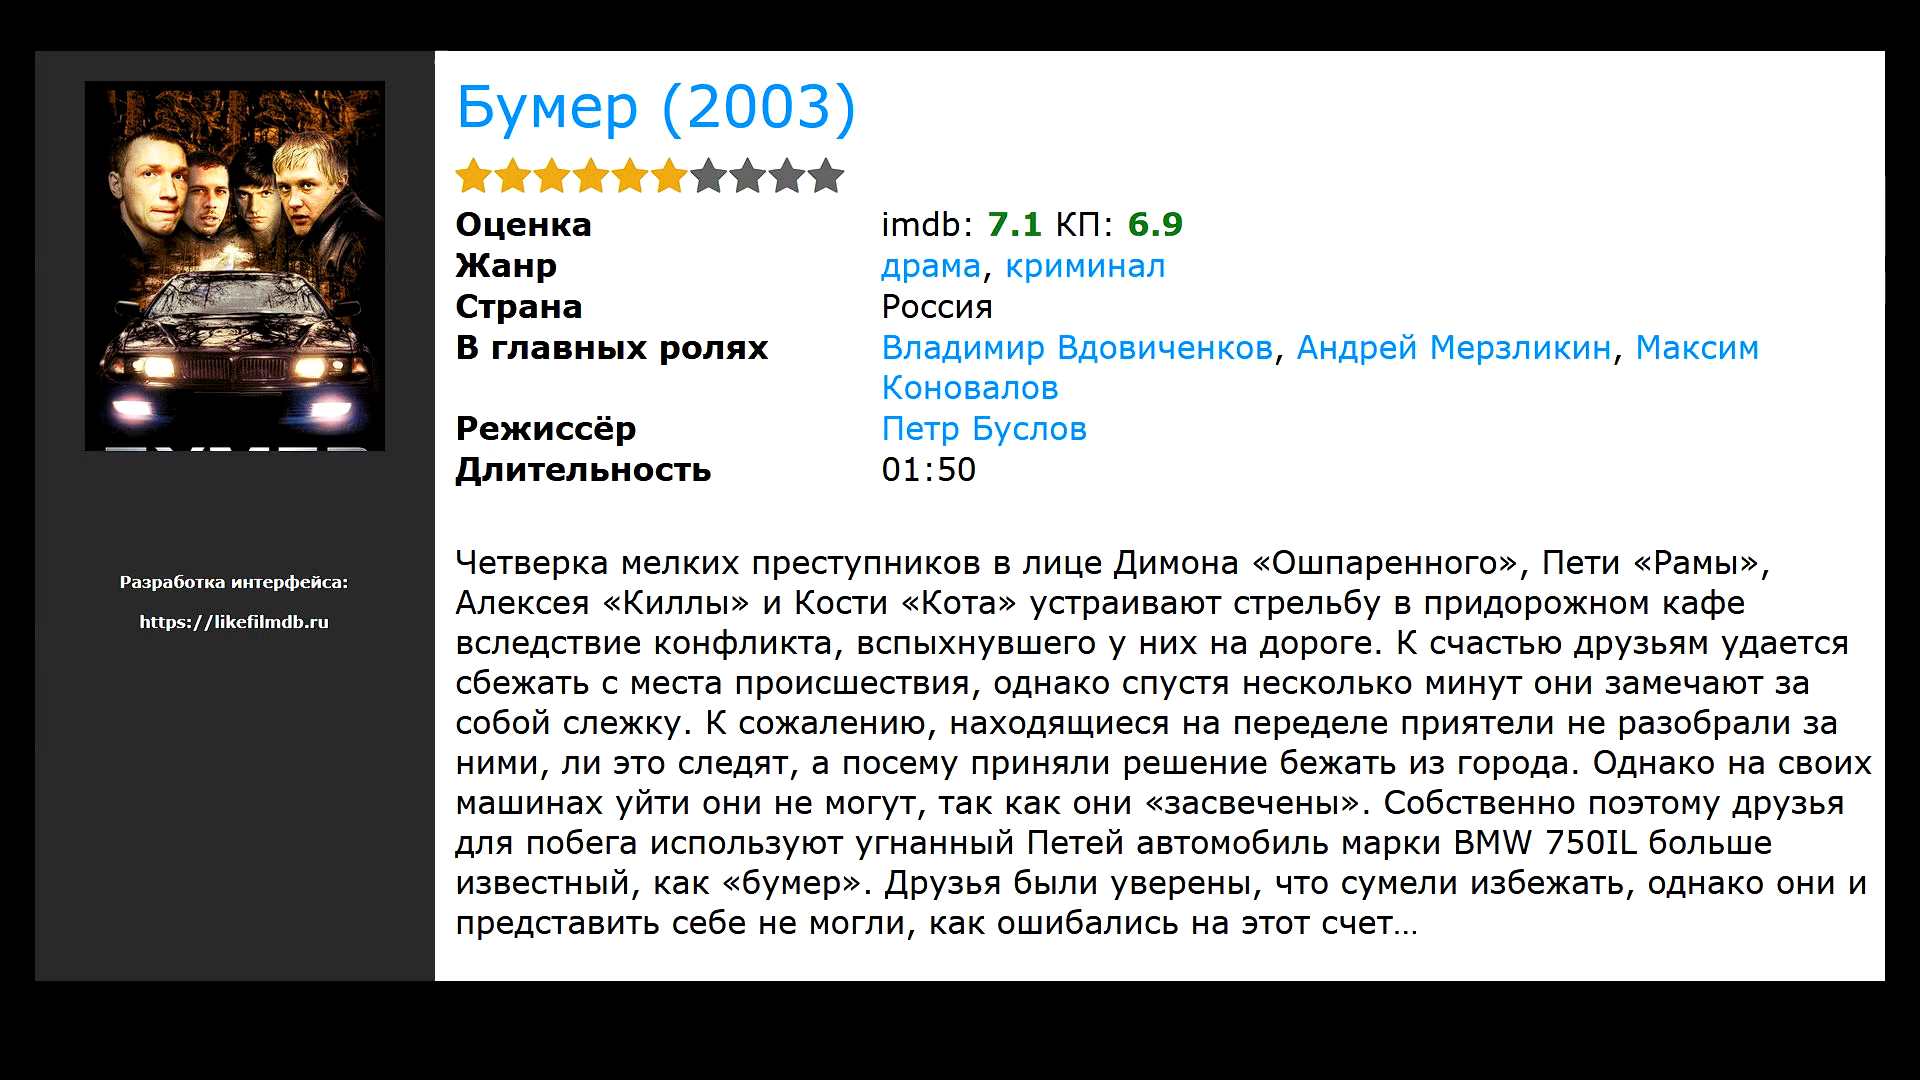 Бумер (2003)
Оценка imdb: 7.1 КП: 6.9
Жанр драма, криминал
Страна Россия
В главных ролях Владимир Вдовиченков, Андрей Мерзликин, Максим
Коновалов
Режиссёр Петр Буслов
Длительность 01:50
Четверка мелких преступников в лице Димона «Ошпаренного», Пети «Рамы»,
Алексея «Киллы» и Кости «Кота» устраивают стрельбу в придорожном кафе
вследствие конфликта, вспыхнувшего у них на дороге. К счастью друзьям удается
сбежать с места происшествия, однако спустя несколько минут они замечают за
собой слежку. К сожалению, находящиеся на переделе приятели не разобрали за
ними, ли это следят, а посему приняли решение бежать из города. Однако на своих
машинах уйти они не могут, так как они «засвечены». Собственно поэтому друзья
для побега используют угнанный Петей автомобиль марки BMW 750IL больше
известный, как «бумер». Друзья были уверены, что сумели избежать, однако они и
представить себе не могли, как ошибались на этот счет...
Разработка интерфейса:
https://likefilmdb.ru